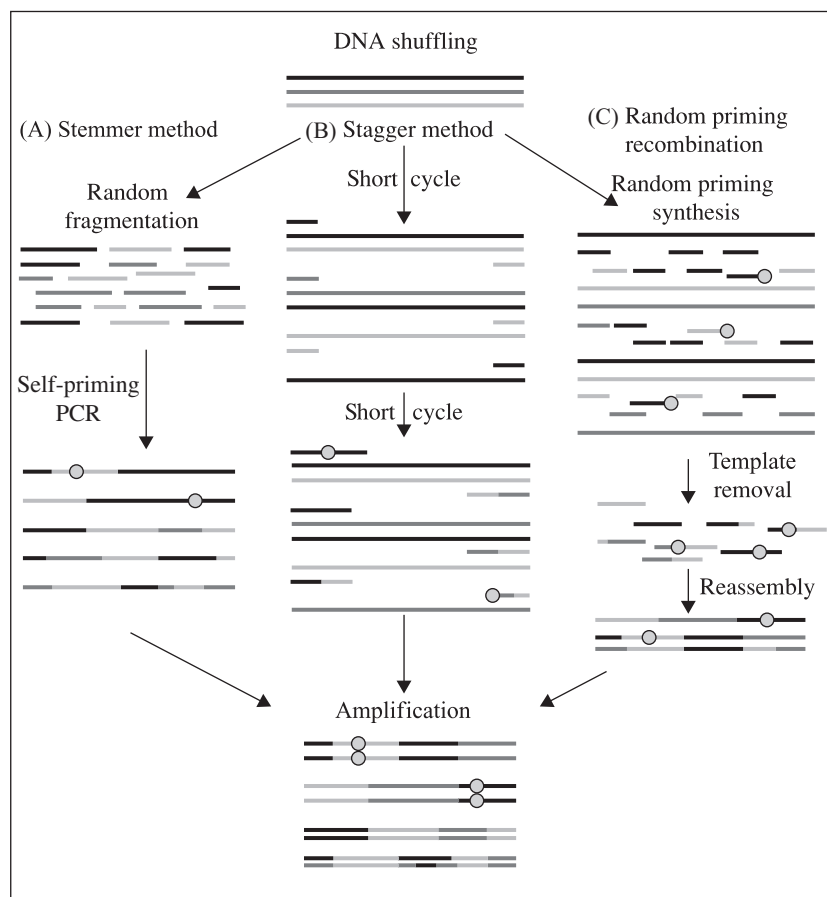 DNA shuffling
(A) Stemmer method
(B) Stagger method
(C) Random priming
recombination
Random
fragmentation
Short cycle
Random priming
synthesis
Self-priming
PCR
Short cycle
Template
removal
Reassembly
Amplification